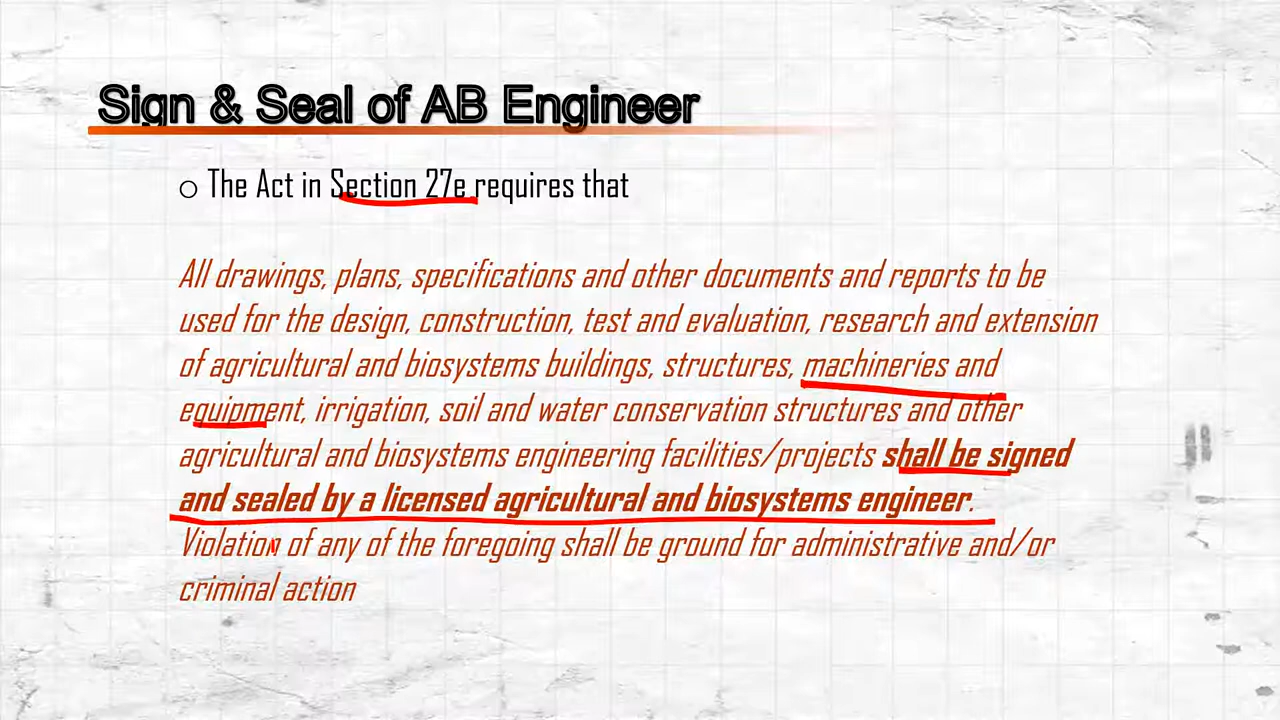 Sign & Seal of AB Engineer
The Act in Section 27e requires that
All drawings, plans, specifications and other documents and reports to be
used for the design, construction, test and evaluation, research and extension
of agricultural and biosystems buildings, structures, machineries and
equipment, irrigation, soil and water conservation structures and other
agricultural and biosystems engineering facilities/projects shall be signed
and sealed by a licensed agricultural and biosystems engineer.
Violation of any of the foregoing shall be ground for administrative and/or
criminal action